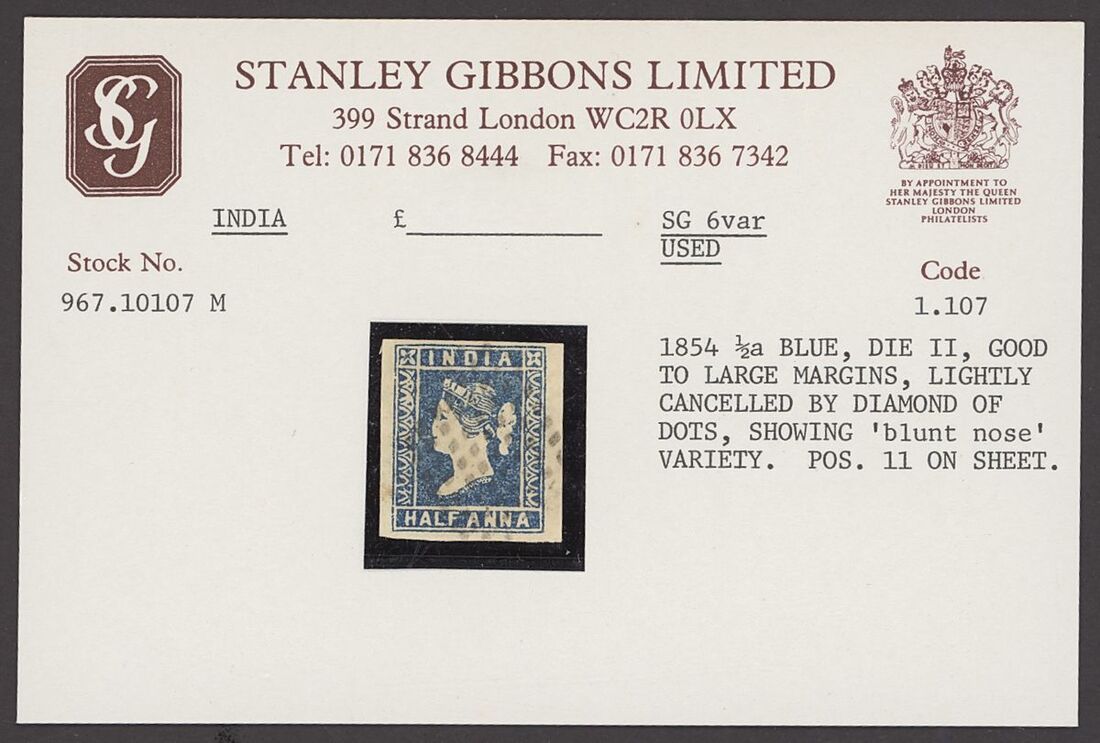 SG
STANLEY GIBBONS LIMITED
399 Strand London WC2R 0LX
Tel: 0171 836 8444 Fax: 0171 836 7342
BY APPOINTMENT TO
HER MAJESTY THE QUEEN
STANLEY GIBBONS LIMITED
LONDON
PHILATELISTS
INDIA £ SG 6var
USED
Stock No.
967.10107 M
Code
1.107
1854 ½a BLUE, DIE II, GOOD
TO LARGE MARGINS, LIGHTLY
CANCELLED BY DIAMOND OF
DOTS, SHOWING 'blunt nose'
VARIETY. POS. 11 ON SHEET.
INDIA
HALF ANNA